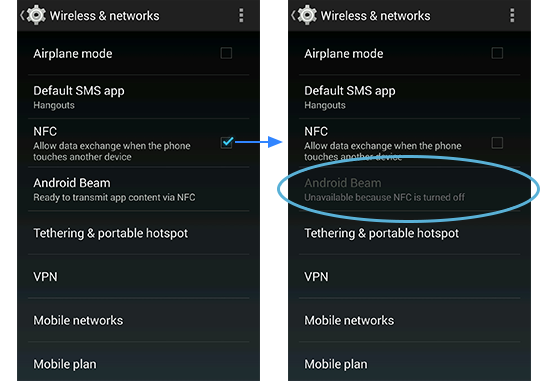 Wireless & networks
Airplane mode
Default SMS app
Hangouts
NFC
Allow data exchange when the phone
touches another device
Android Beam
Ready to transmit app content via NFC
Tethering & portable hotspot
VPN
Mobile networks
Mobile plan
Wireless & networks
Airplane mode
Default SMS app
Hangouts
NFC
Allow data exchange when the phone
touches another device
Android Beam
Unavailable because NFC is turned off
Tethering & portable hotspot
VPN
Mobile networks
Mobile plan